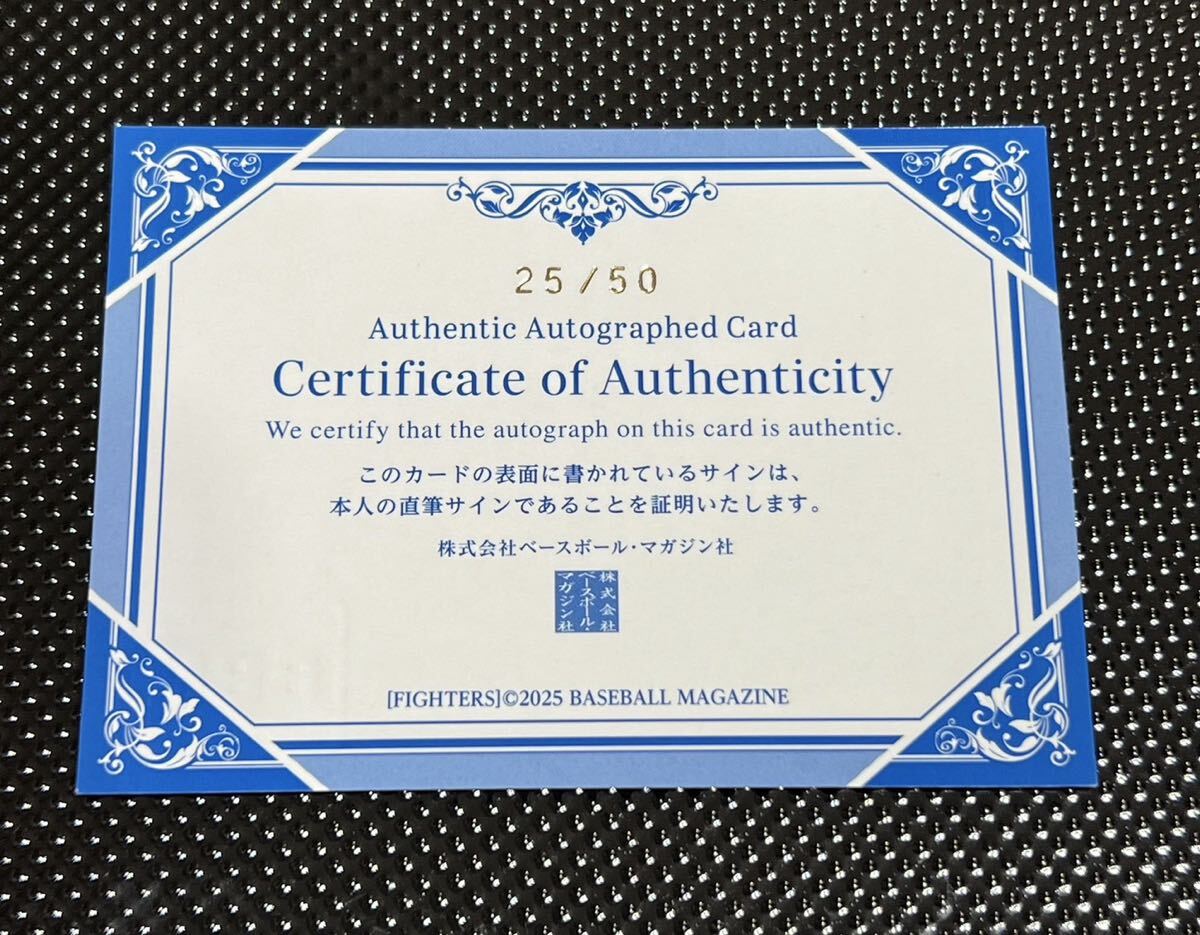 25/50
Authentic Autographed Card
Certificate of Authenticity
We certify that the autograph on this card is authentic.
このカードの表面に書かれているサインは、
本人の直筆サインであることを証明いたします。
株式会社ベースボール・マガジン社
株式会社
ベースボール・
マガジン社
[FIGHTERS]©2025 BASEBALL MAGAZINE